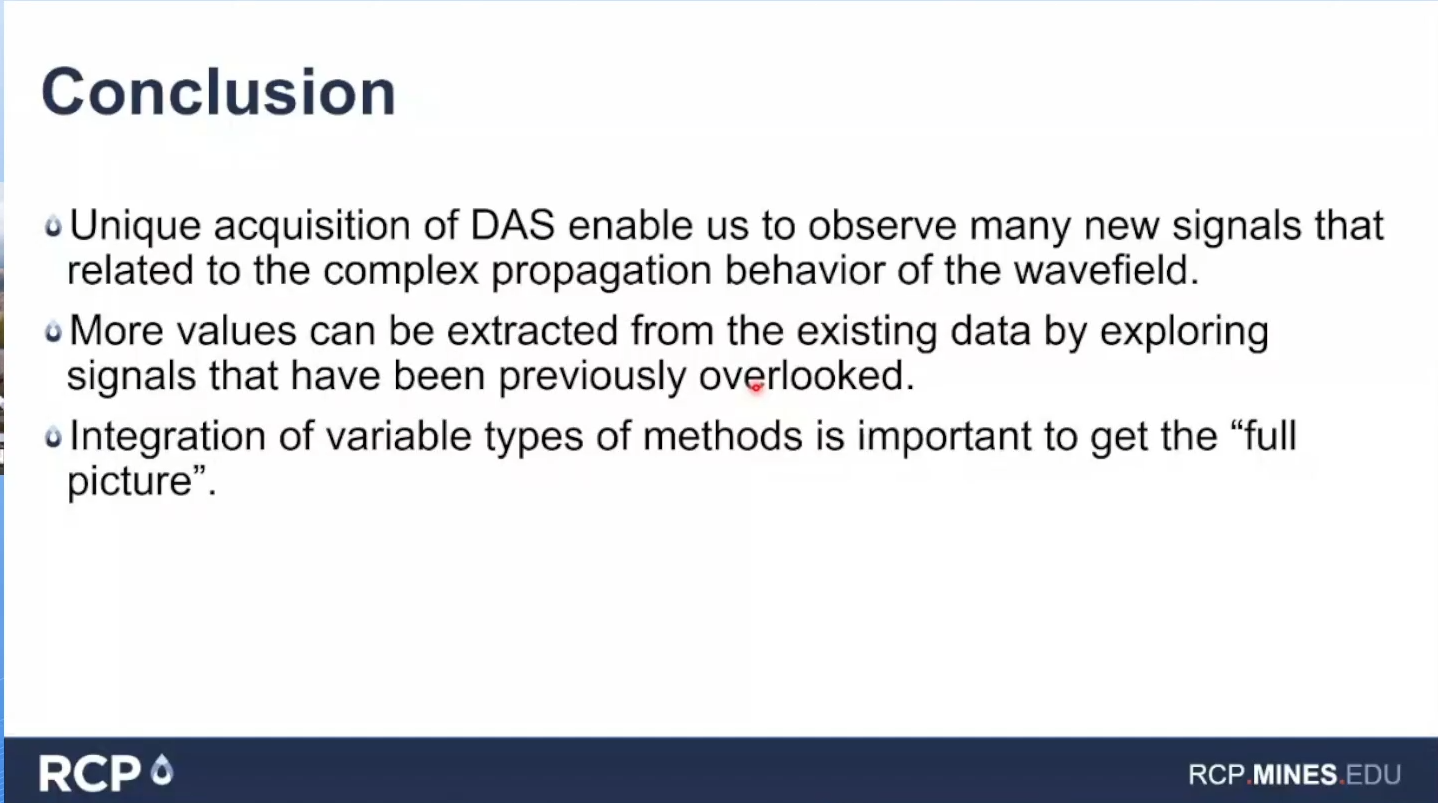 Conclusion
Unique acquisition of DAS enable us to observe many new signals that
related to the complex propagation behavior of the wavefield.
More values can be extracted from the existing data by exploring
signals that have been previously overlooked.
Integration of variable types of methods is important to get the “full
picture”.
RCP
RCP.MINES.EDU